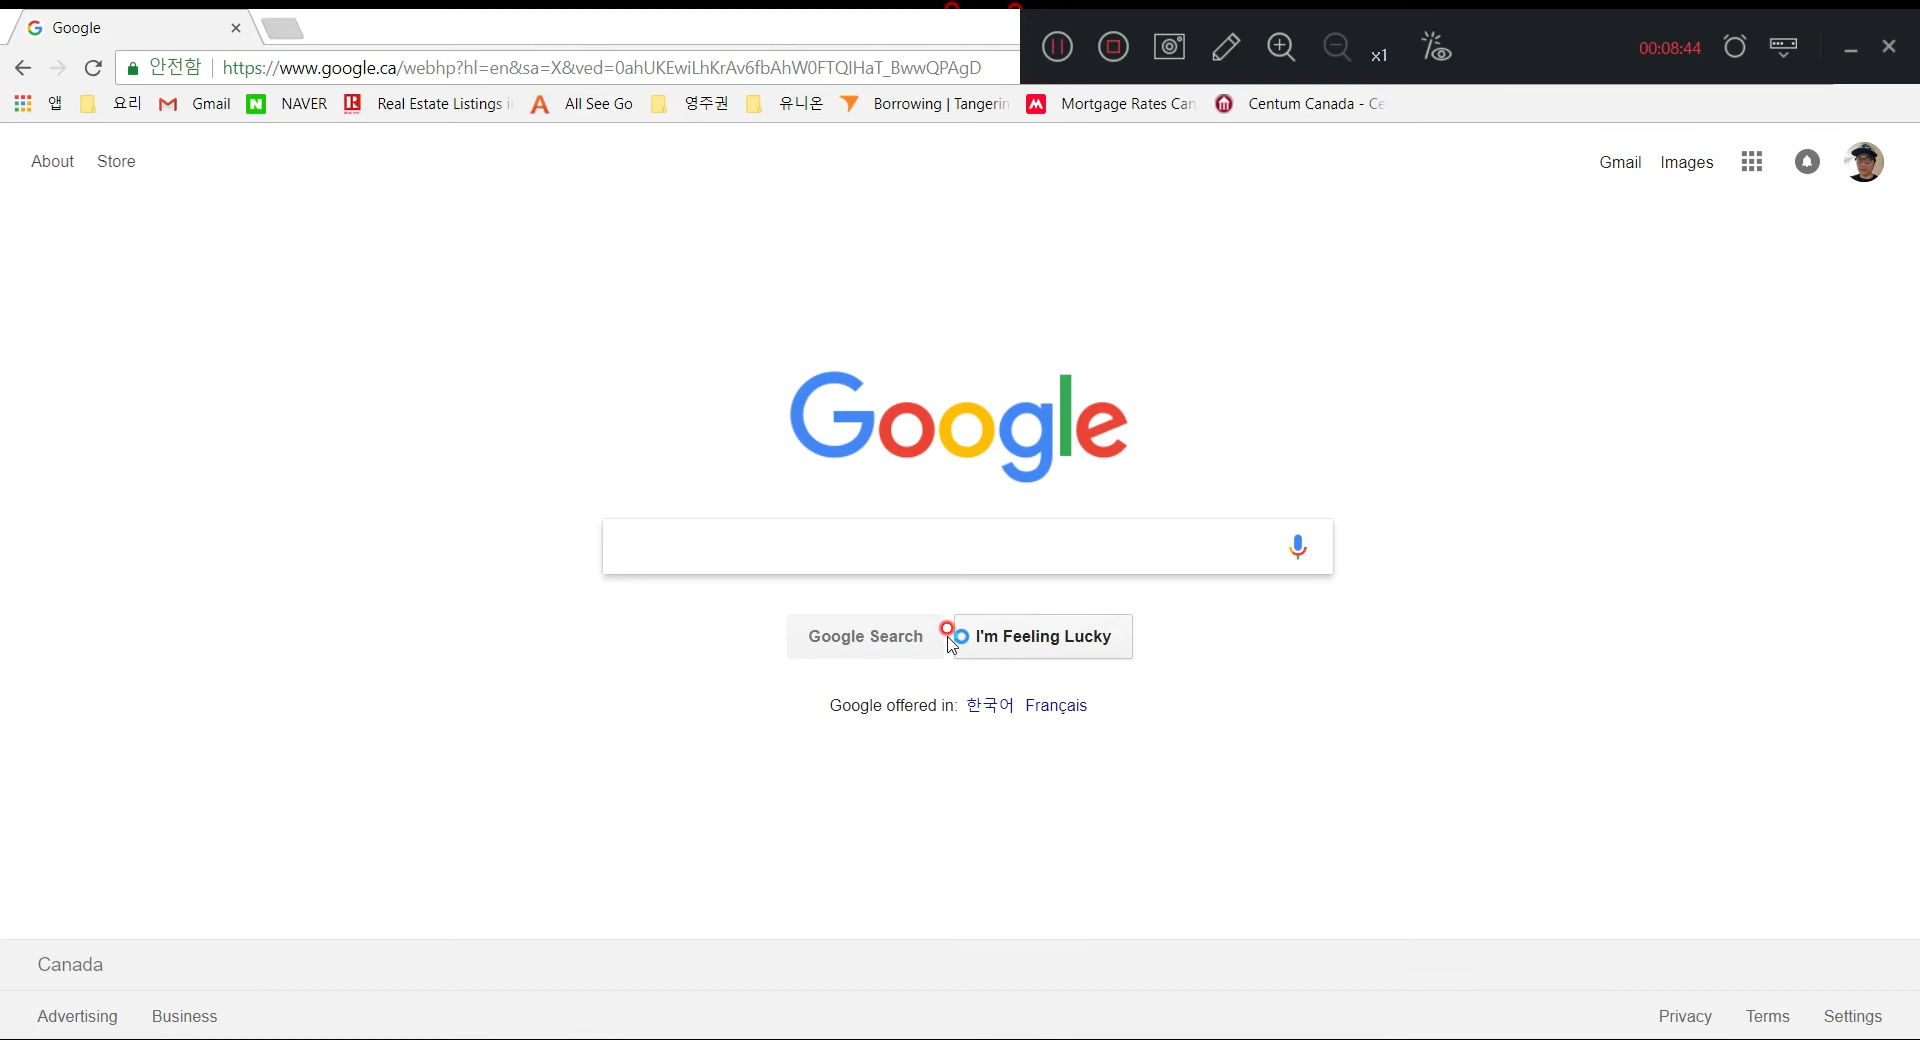 Google
x1
00:08:44
안전함 https://www.google.ca/webhp?hl=en&sa=X&ved=0ahUKEwiLhKrAv6fbAhW0FTQIHaT_BwwQPAgD
앱 요리 Gmail NAVER Real Estate Listings i All See Go 영주권 유니온 Borrowing | Tangerin Mortgage Rates Can Centum Canada - Ce
About Store Gmail Images
Google
Google Search I'm Feeling Lucky
Google offered in: 한국어 Français
Canada
Advertising Business Privacy Terms Settings